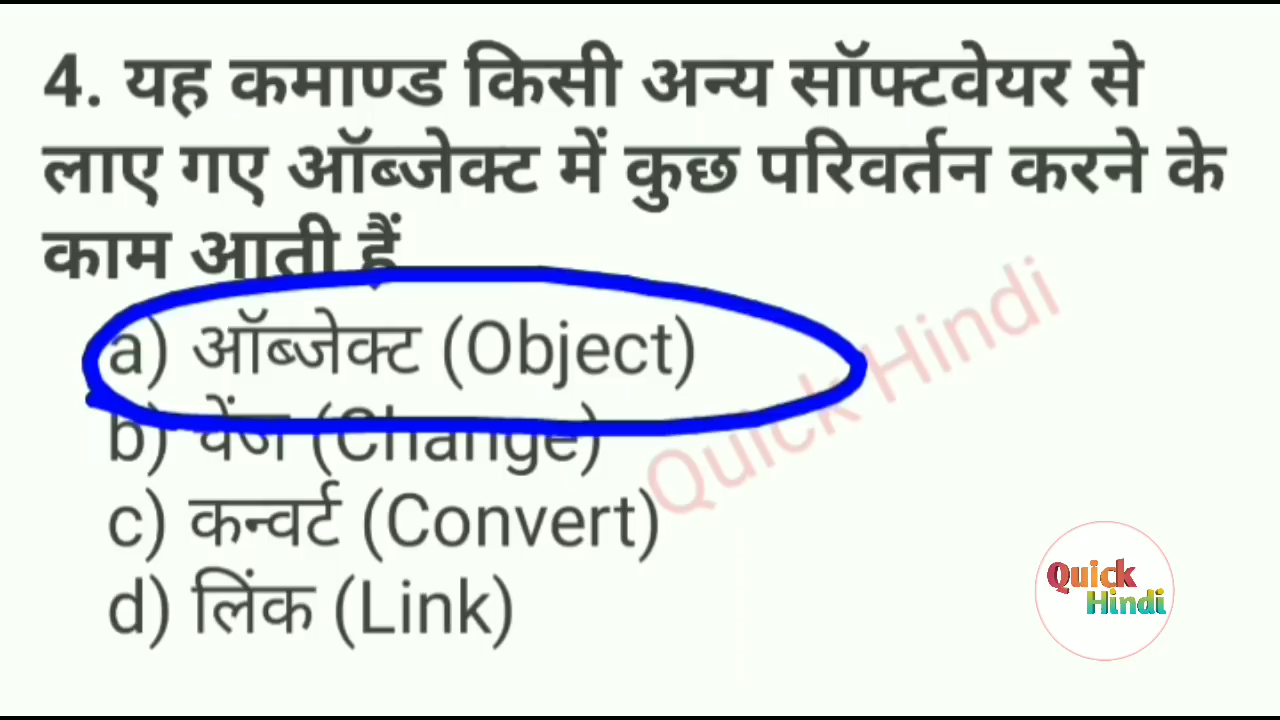 4. यह कमाण्ड किसी अन्य सॉफ्टवेयर से
लाए गए ऑब्जेक्ट में कुछ परिवर्तन करने के
काम आती हैं
a) ऑब्जेक्ट (Object)
b) चेंज (Change)
c) कन्वर्ट (Convert)
d) लिंक (Link)
Quick Hindi
Quick
Hindi